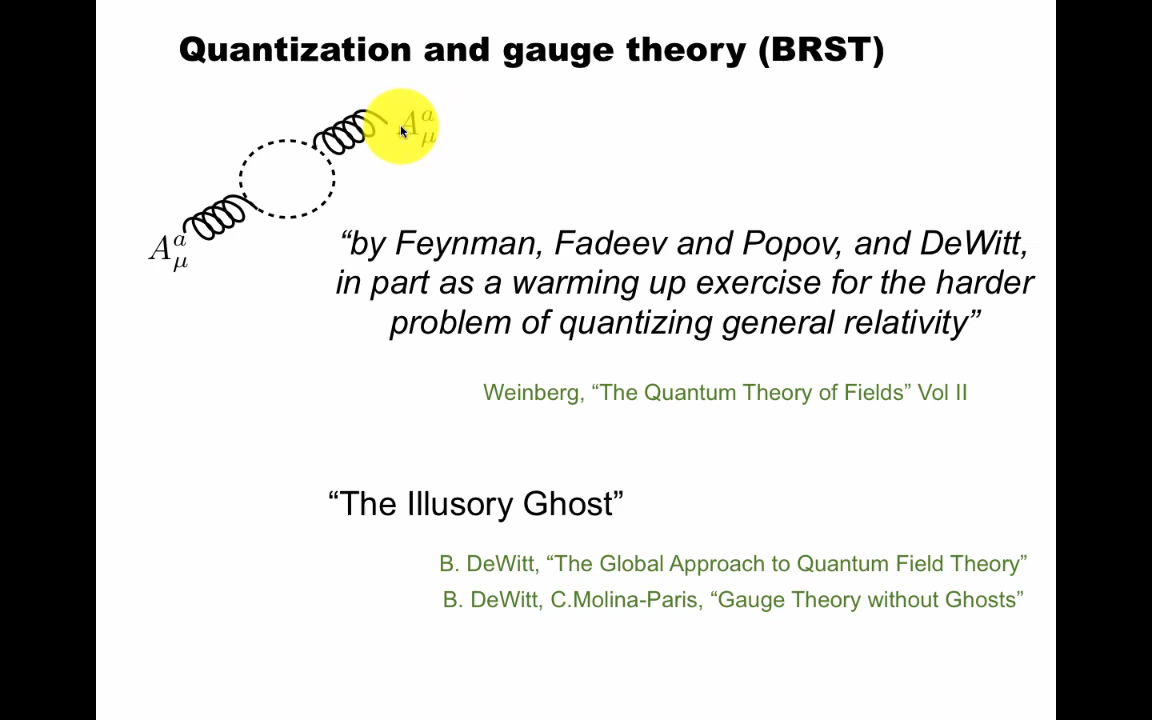 Quantization and gauge theory (BRST)
A^a_μ
A^a_μ
“by Feynman, Fadeev and Popov, and DeWitt,
in part as a warming up exercise for the harder
problem of quantizing general relativity”
Weinberg, “The Quantum Theory of Fields” Vol II
“The Illusory Ghost”
B. DeWitt, “The Global Approach to Quantum Field Theory”
B. DeWitt, C.Molina-Paris, “Gauge Theory without Ghosts”